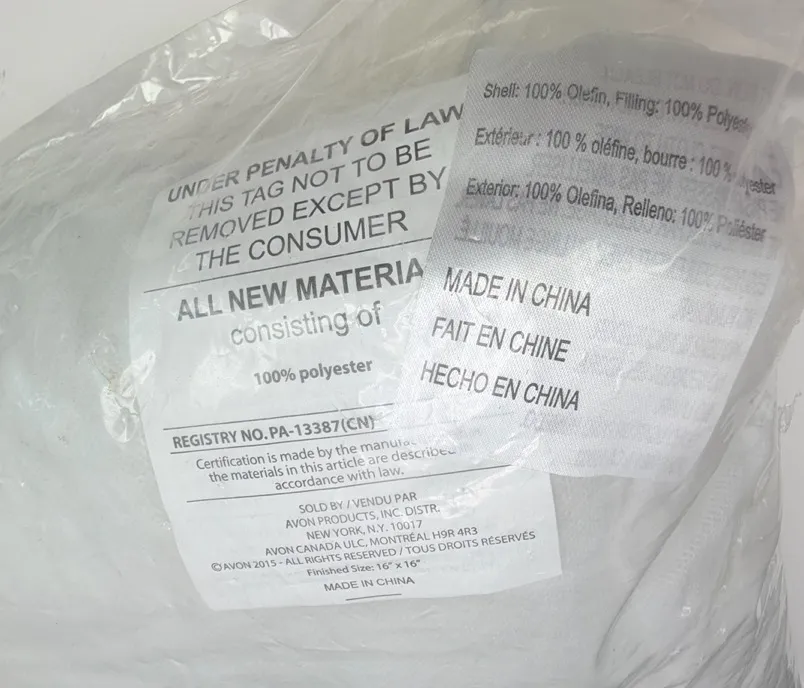 UNDER PENALTY OF LAW
THIS TAG NOT TO BE
REMOVED EXCEPT BY
THE CONSUMER
ALL NEW MATERIA
consisting of
100% polyester
REGISTRY NO. PA-13387(CN)
Certification is made by the manufac
the materials in this article are describe
accordance with law.
SOLD BY / VENDU PAR
AVON PRODUCTS, INC. DISTR.
NEW YORK, N.Y. 10017
AVON CANADA ULC, MONTRÉAL H9R 4R3
©AVON 2015 - ALL RIGHTS RESERVED / TOUS DROITS RÉSERVÉS
Finished Size: 16" x 16"
MADE IN CHINA
Shell: 100% Olefin, Filling: 100% Polyester
Extérieur : 100 % oléfine, bourre : 100 % polyester
Exterior: 100% Olefina, Relleno: 100% Poliéster
MADE IN CHINA
FAIT EN CHINE
HECHO EN CHINA